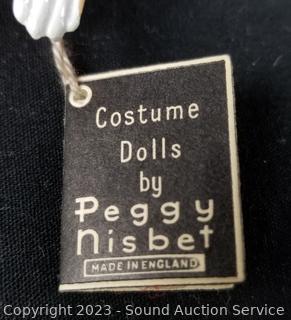 Costume
Dolls
by
Peggy
Nisbet
MADE IN ENGLAND
Copyright 2023 - Sound Auction Service